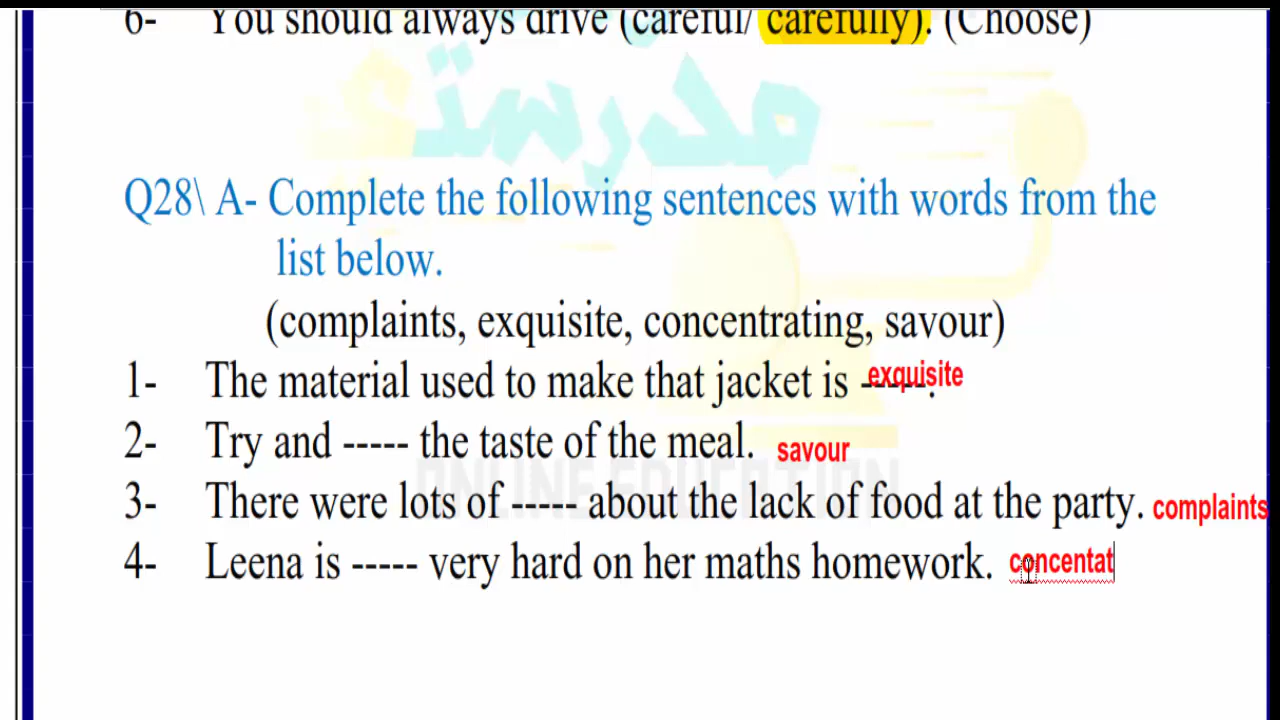 6- You should always drive (careful/ carefully). (Choose)
مدرستي
Q28\ A- Complete the following sentences with words from the
list below.
(complaints, exquisite, concentrating, savour)
1- The material used to make that jacket is -----. exquisite
2- Try and ----- the taste of the meal. savour
ONLINE EDUCATION
3- There were lots of ----- about the lack of food at the party. complaints
4- Leena is ----- very hard on her maths homework. concentat